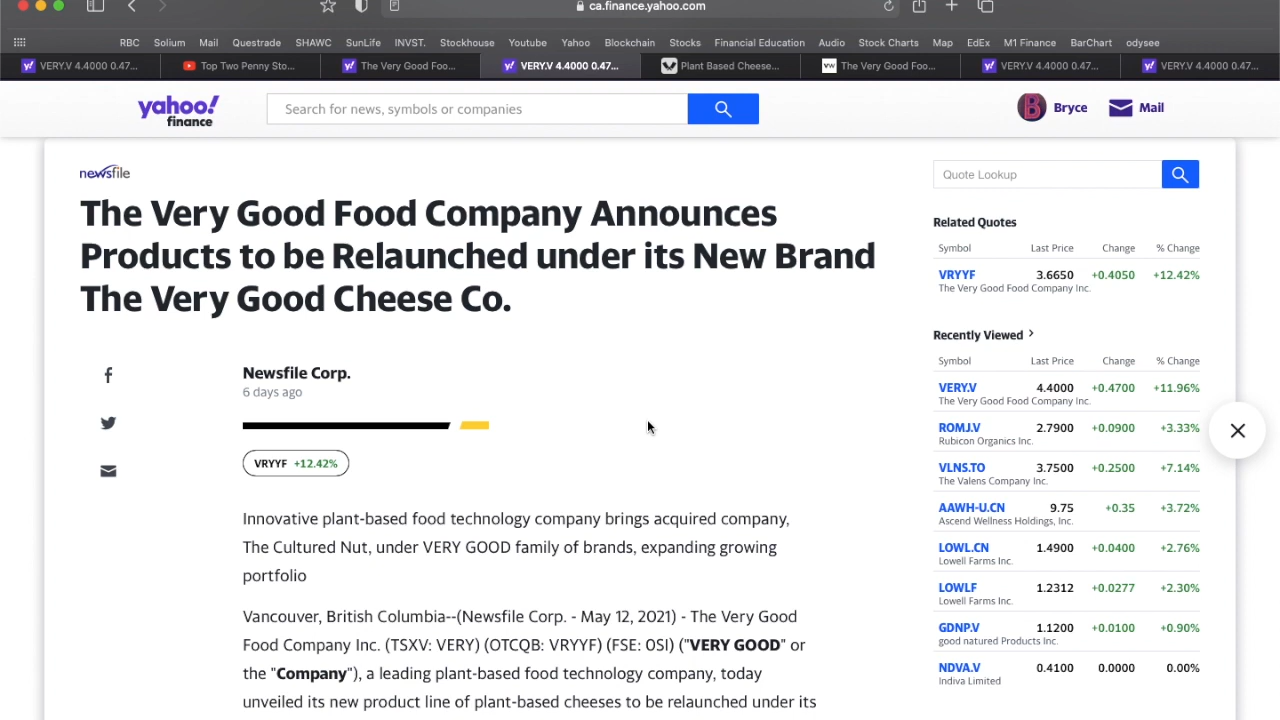 ca.finance.yahoo.com
RBC Solium Mail Questrade SHAWC SunLife INVST. Stockhouse Youtube Yahoo Blockchain Stocks Financial Education Audio Stock Charts Map EdEx M1 Finance BarChart odysee
VERY.V 4.4000 0.47... Top Two Penny Sto... The Very Good Foo... VERY.V 4.4000 0.47... Plant Based Cheese... The Very Good Foo... VERY.V 4.4000 0.47... VERY.V 4.4000 0.47...
yahoo!
finance
Search for news, symbols or companies
B Bryce Mail
newsfile
The Very Good Food Company Announces
Products to be Relaunched under its New Brand
The Very Good Cheese Co.
Newsfile Corp.
6 days ago
VRYYF +12.42%
Innovative plant-based food technology company brings acquired company,
The Cultured Nut, under VERY GOOD family of brands, expanding growing
portfolio
Vancouver, British Columbia--(Newsfile Corp. - May 12, 2021) - The Very Good
Food Company Inc. (TSXV: VERY) (OTCQB: VRYYF) (FSE: 0SI) ("VERY GOOD" or
the "Company"), a leading plant-based food technology company, today
unveiled its new product line of plant-based cheeses to be relaunched under its
Quote Lookup
Related Quotes
Symbol Last Price Change % Change
VRYYF 3.6650 +0.4050 +12.42%
The Very Good Food Company Inc.
Recently Viewed
Symbol Last Price Change % Change
VERY.V 4.4000 +0.4700 +11.96%
The Very Good Food Company Inc.
ROMJ.V 2.7900 +0.0900 +3.33%
Rubicon Organics Inc.
VLNS.TO 3.7500 +0.2500 +7.14%
The Valens Company Inc.
AAWH-U.CN 9.75 +0.35 +3.72%
Ascend Wellness Holdings, Inc.
LOWL.CN 1.4900 +0.0400 +2.76%
Lowell Farms Inc.
LOWLF 1.2312 +0.0277 +2.30%
Lowell Farms Inc.
GDNP.V 1.1200 +0.0100 +0.90%
good natured Products Inc.
NDVA.V 0.4100 0.0000 0.00%
Indiva Limited